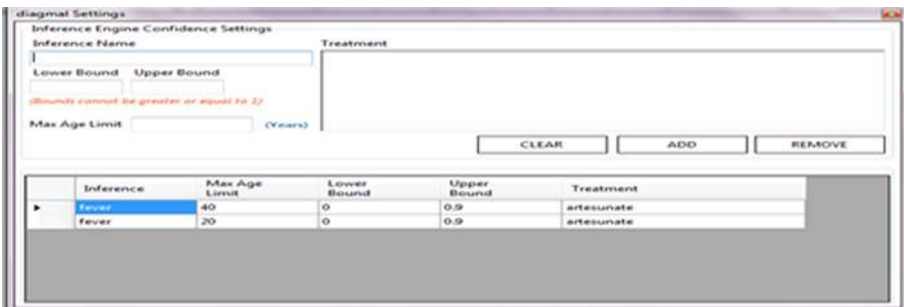 diagmal Settings
Inference Engine Confidence Settings
Inference Name Treatment
Lower Bound Upper Bound
(Bounds cannot be greater or equal to 1)
Max Age Limit (Years)
CLEAR ADD REMOVE
Inference Max Age Limit Lower Bound Upper Bound Treatment
fever 40 0 0.9 artesunate
fever 20 0 0.9 artesunate